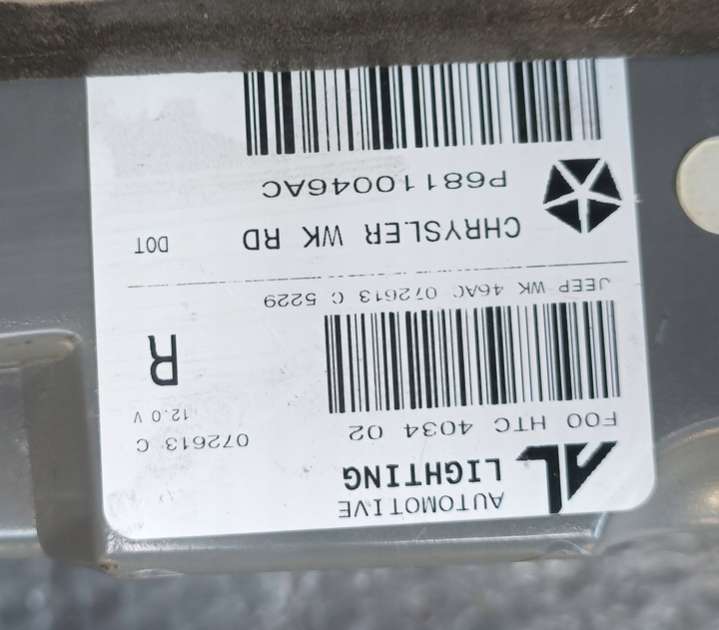 AUTOMOTIVE
LIGHTING
FOO HTC 4034 02
072613 C
12.0 V
R
JEEP WK 46AC 072613 C 5229
CHRYSLER WK RD
DOT
P68110046AC